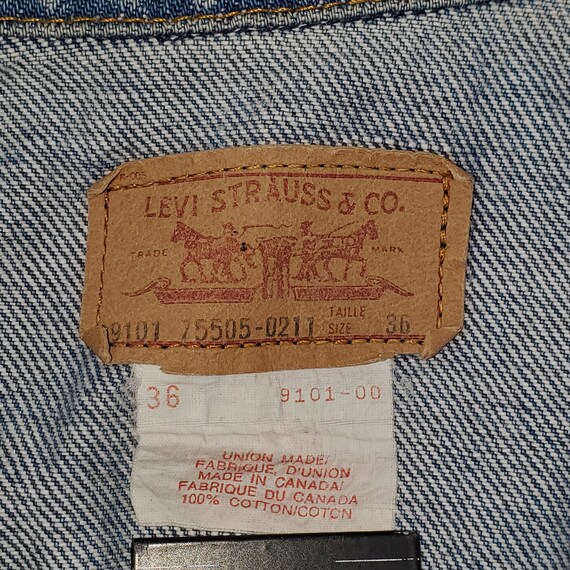 LEVI STRAUSS & CO.
TRADE MARK
TAILLE
9101 75505-0211 SIZE 36
36 9101-00
UNION MADE/
FABRIQUE D'UNION
MADE IN CANADA/
FABRIQUE DU CANADA
100% COTTON/COTON